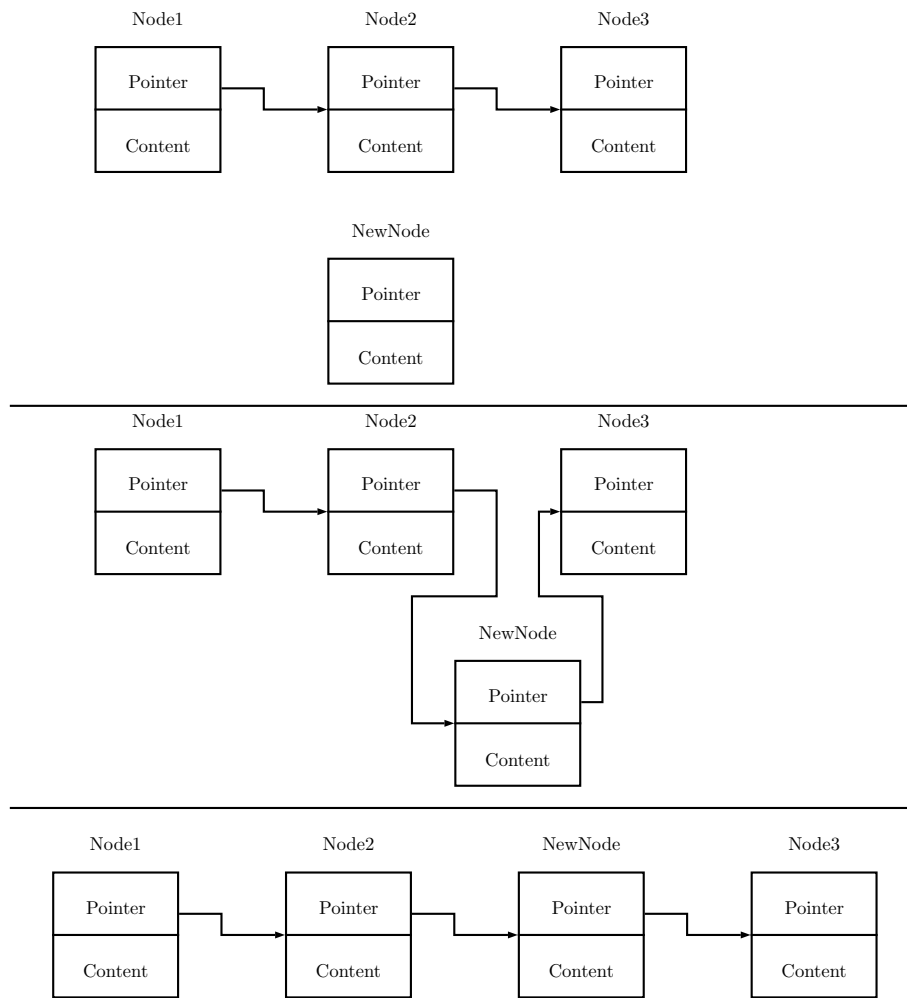 Node1 Node2 Node3
Pointer Pointer Pointer
Content Content Content
NewNode
Pointer
Content
Node1 Node2 Node3
Pointer Pointer Pointer
Content Content Content
NewNode
Pointer
Content
Node1 Node2 NewNode Node3
Pointer Pointer Pointer Pointer
Content Content Content Content